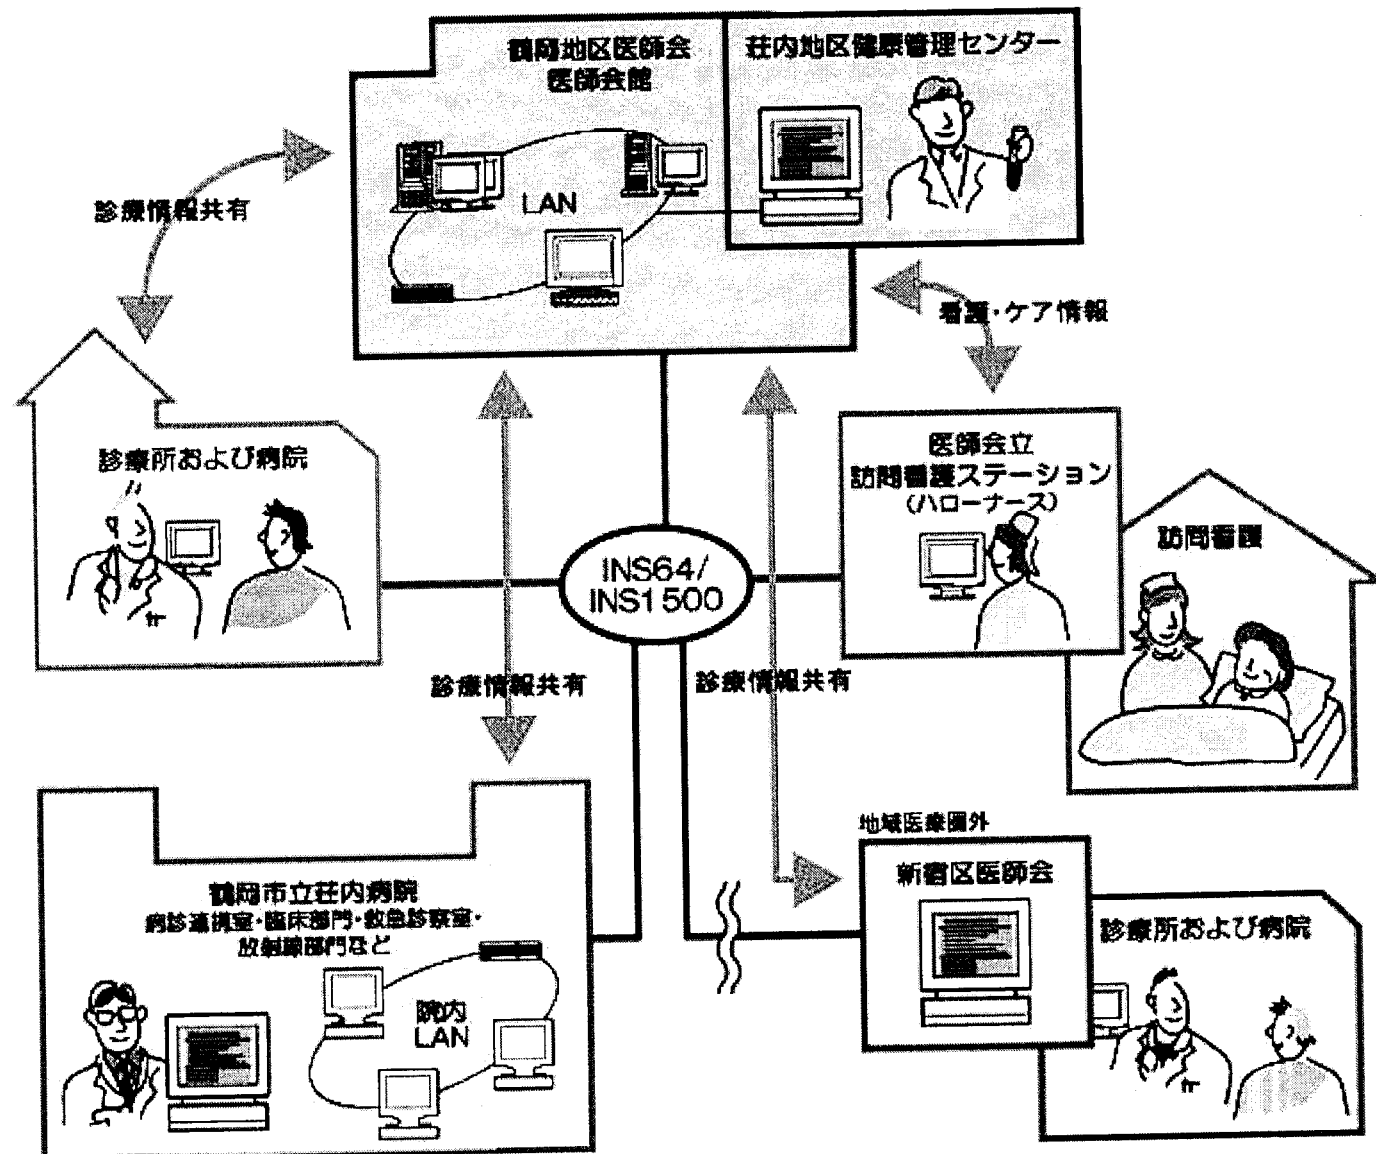 鶴岡地区医師会
医師会館
荘内地区健康管理センター
LAN
診療情報共有
看護・ケア情報
診療所および病院
医師会立
訪問看護ステーション
(ハローナース)
訪問看護
INS64/
INS1500
診療情報共有
診療情報共有
地域医療圏外
新宿区医師会
診療所および病院
鶴岡市立荘内病院
病診連携室・臨床部門・救急診察室・
放射線部門など
院内
LAN